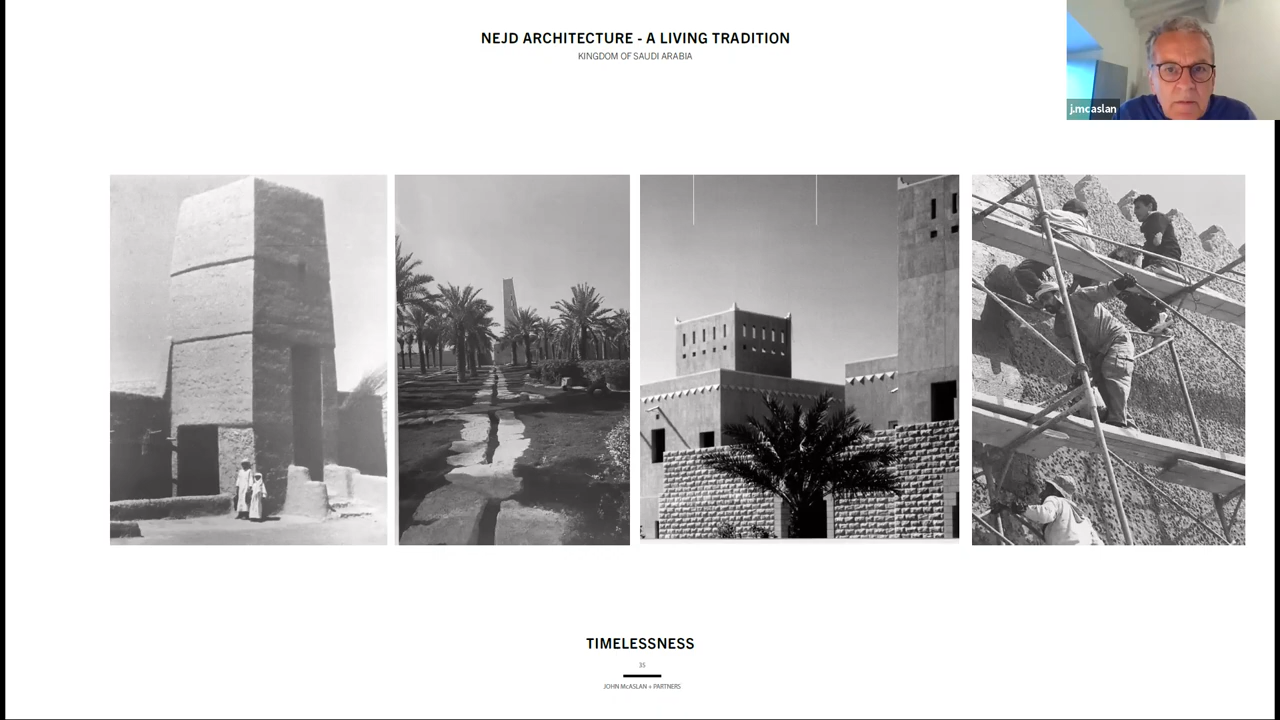 NEJD ARCHITECTURE - A LIVING TRADITION
KINGDOM OF SAUDI ARABIA
j.mcaslan
TIMELESSNESS
35
JOHN McASLAN + PARTNERS